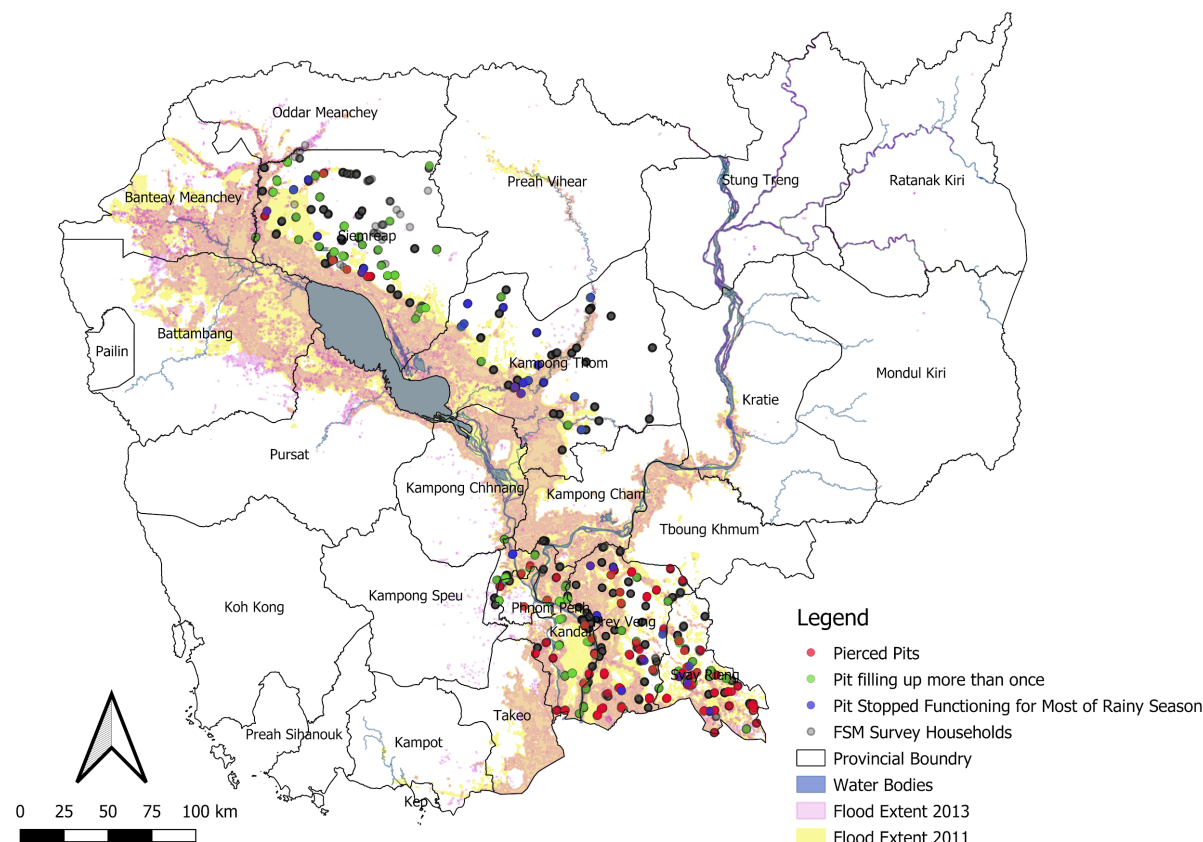 Oddar Meanchey
Preah Vihear
Stung Treng
Ratanak Kiri
Banteay Meanchey
Siemreap
Battambang
Pailin
Kampong Thom
Mondul Kiri
Kratie
Pursat
Kampong Chhnang
Kampong Cham
Tboung Khmum
Koh Kong
Kampong Speu
Phnom Penh
Kandal
Prey Veng
Svay Rieng
Takeo
Preah Sihanouk
Kampot
Kep
0 25 50 75 100 km
Legend
Pierced Pits
Pit filling up more than once
Pit Stopped Functioning for Most of Rainy Season
FSM Survey Households
Provincial Boundry
Water Bodies
Flood Extent 2013
Flood Extent 2011